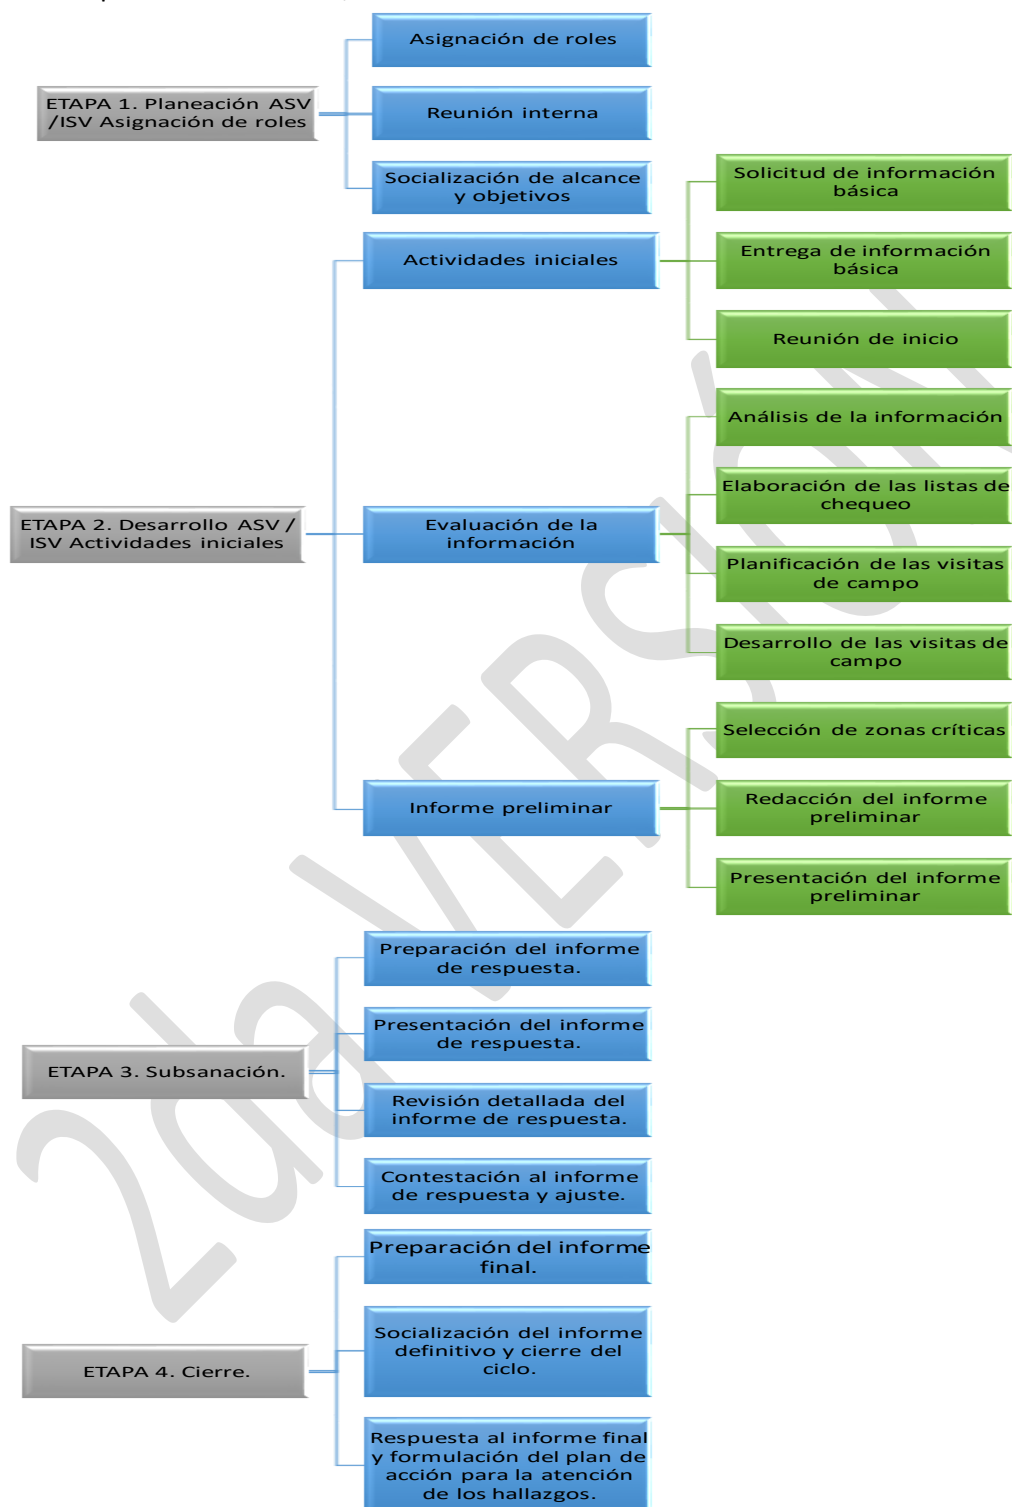 Asignación de roles
ETAPA 1. Planeación ASV
/ISV Asignación de roles
Reunión interna
Socialización de alcance
y objetivos
Solicitud de información
básica
Actividades iniciales
Entrega de información
básica
Reunión de inicio
Análisis de la información
Elaboración de las listas de
chequeo
ETAPA 2. Desarrollo ASV /
ISV Actividades iniciales
Evaluación de la
información
Planificación de las visitas
de campo
Desarrollo de las visitas de
campo
Selección de zonas críticas
Informe preliminar
Redacción del informe
preliminar
Presentación del informe
preliminar
Preparación del informe
de respuesta.
Presentación del informe
de respuesta.
ETAPA 3. Subsanación.
Revisión detallada del
informe de respuesta.
Contestación al informe
de respuesta y ajuste.
Preparación del informe
final.
Socialización del informe
definitivo y cierre del
ciclo.
ETAPA 4. Cierre.
Respuesta al informe final
y formulación del plan de
acción para la atención
de los hallazgos.
2da VERSIÓN